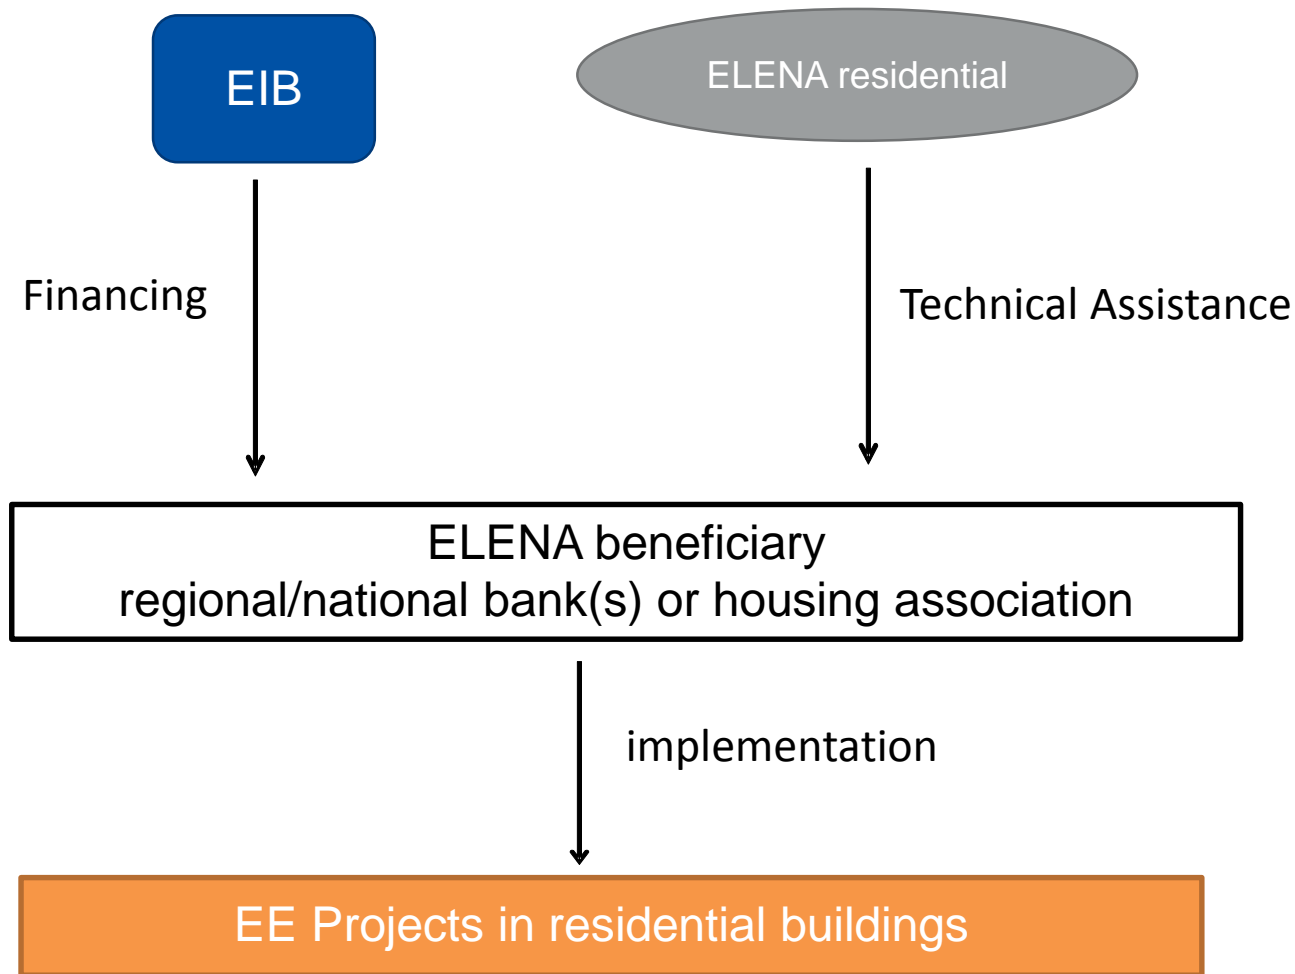 EIB
ELENA residential
Financing
Technical Assistance
ELENA beneficiary
regional/national bank(s) or housing association
implementation
EE Projects in residential buildings